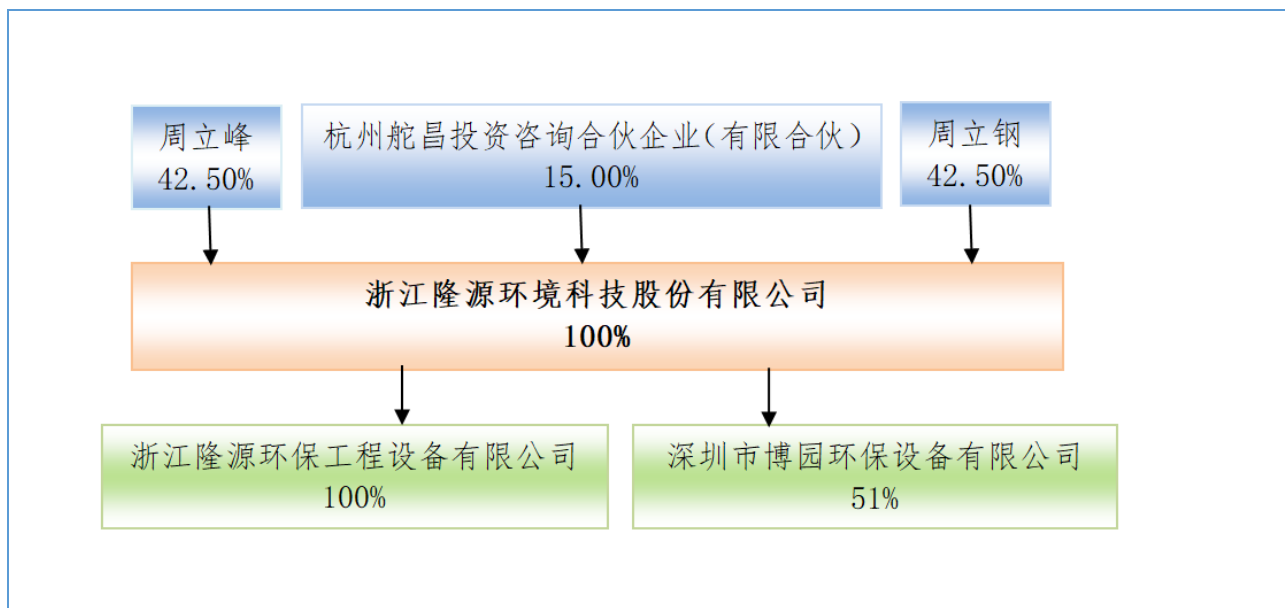 周立峰
42.50%
杭州舵昌投资咨询合伙企业(有限合伙)
15.00%
周立钢
42.50%
浙江隆源环境科技股份有限公司
100%
浙江隆源环保工程设备有限公司
100%
深圳市博园环保设备有限公司
51%